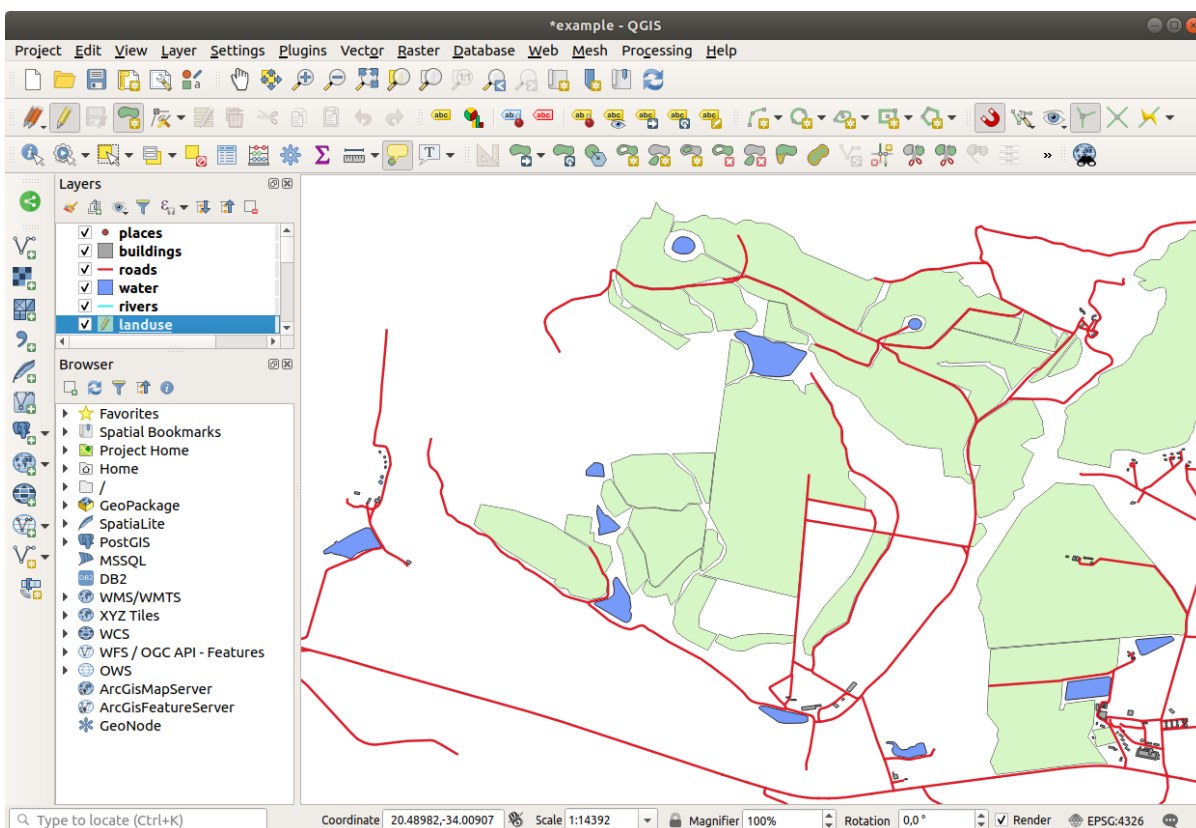 *example - QGIS
Project Edit View Layer Settings Plugins Vector Raster Database Web Mesh Processing Help
Layers
places
buildings
roads
water
rivers
landuse
Browser
Favorites
Spatial Bookmarks
Project Home
Home
/
GeoPackage
SpatiaLite
PostGIS
MSSQL
DB2
WMS/WMTS
XYZ Tiles
WCS
WFS / OGC API - Features
OWS
ArcGisMapServer
ArcGisFeatureServer
GeoNode
Type to locate (Ctrl+K) Coordinate 20.48982,-34.00907 Scale 1:14392 Magnifier 100% Rotation 0,0° Render EPSG:4326